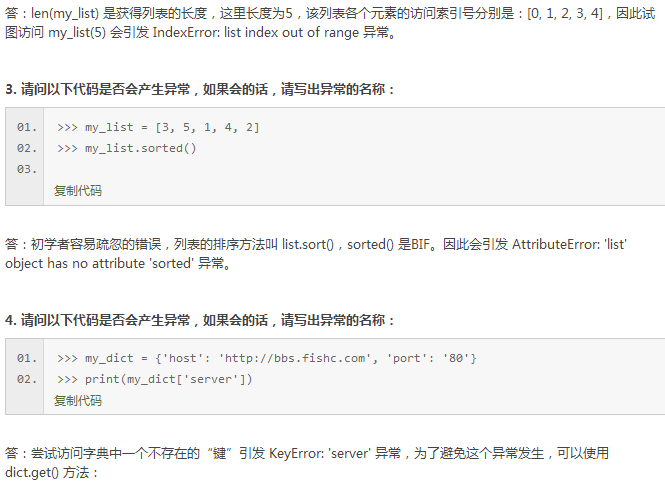 答：len(my_list) 是获得列表的长度，这里长度为5，该列表各个元素的访问索引号分别是：[0, 1, 2, 3, 4]，因此试
图访问 my_list(5) 会引发 IndexError: list index out of range 异常。
3. 请问以下代码是否会产生异常，如果会的话，请写出异常的名称：
01. >>> my_list = [3, 5, 1, 4, 2]
02. >>> my_list.sorted()
03.
复制代码
答：初学者容易疏忽的错误，列表的排序方法叫 list.sort()，sorted() 是BIF。因此会引发 AttributeError: 'list'
object has no attribute 'sorted' 异常。
4. 请问以下代码是否会产生异常，如果会的话，请写出异常的名称：
01. >>> my_dict = {'host': 'http://bbs.fishc.com', 'port': '80'}
02. >>> print(my_dict['server'])
复制代码
答：尝试访问字典中一个不存在的“键”引发 KeyError: 'server' 异常，为了避免这个异常发生，可以使用
dict.get() 方法：